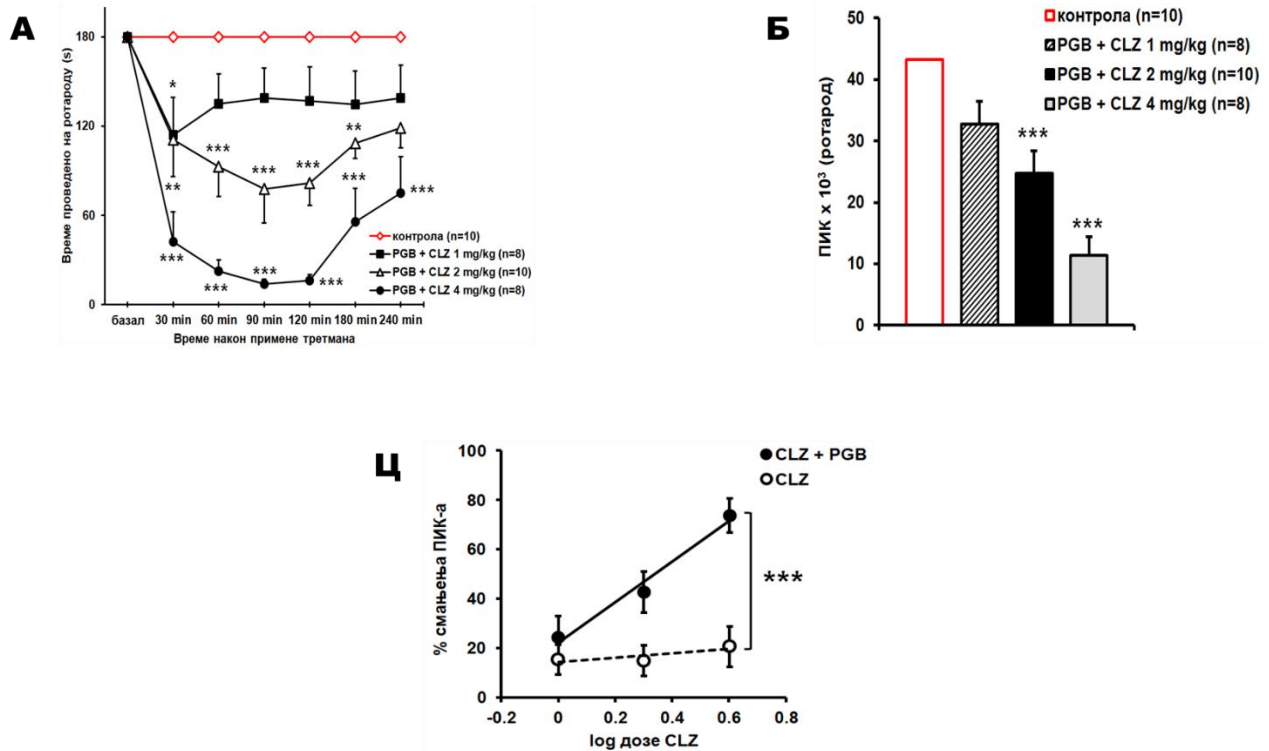 А
Време проведено на ротароду (s)
180
120
60
0
*
**
***
***
***
***
**
***
***
***
***
***
***
контрола (n=10)
PGB + CLZ 1 mg/kg (n=8)
PGB + CLZ 2 mg/kg (n=10)
PGB + CLZ 4 mg/kg (n=8)
базал 30 min 60 min 90 min 120 min 180 min 240 min
Време након примене третмана
Б
ПИК x 10³ (ротарод)
50
40
30
20
10
0
контрола (n=10)
PGB + CLZ 1 mg/kg (n=8)
PGB + CLZ 2 mg/kg (n=10)
PGB + CLZ 4 mg/kg (n=8)
***
***
Ц
% смањења ПИК-а
100
80
60
40
20
0
CLZ + PGB
CLZ
***
-0.2 0 0.2 0.4 0.6 0.8
log дозе CLZ